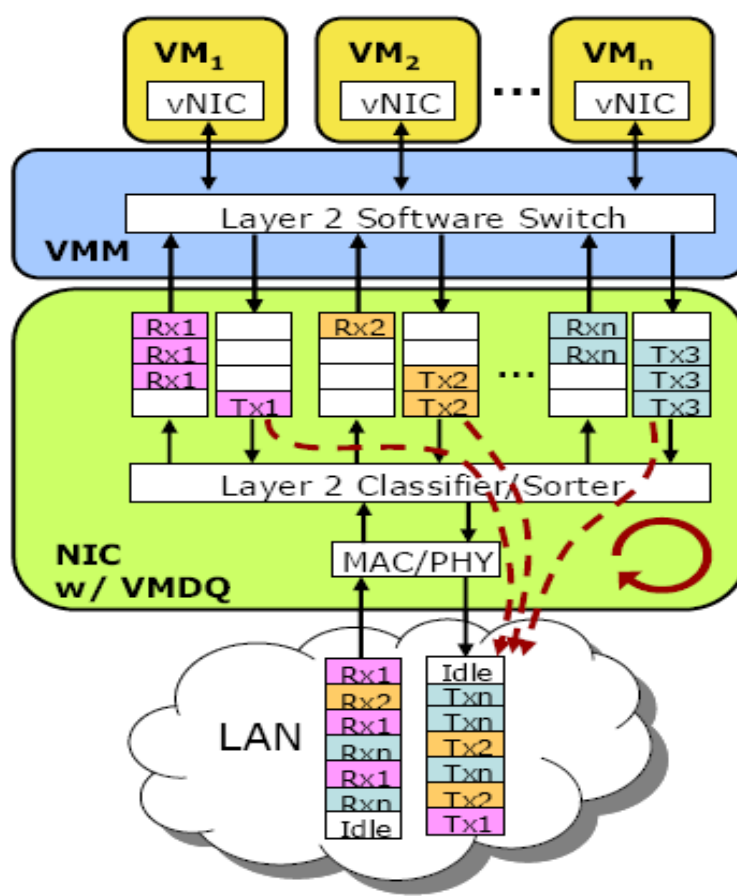 VM1 VM2 VMn
vNIC vNIC ... vNIC
Layer 2 Software Switch
VMM
Rx1 Rx2 Rxn
Rx1 Rxn Tx3
Rx1 Tx2 ... Tx3
Tx1 Tx2 Tx3
Layer 2 Classifier/Sorter
NIC
w/ VMDQ
MAC/PHY
LAN
Rx1
Rx2
Rx1
Rxn
Rx1
Rxn
Idle
Idle
Txn
Txn
Tx2
Txn
Tx2
Tx1